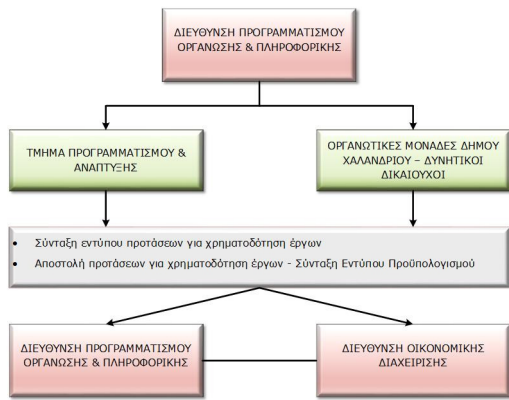 ΔΙΕΥΘΥΝΣΗ ΠΡΟΓΡΑΜΜΑΤΙΣΜΟΥ
ΟΡΓΑΝΩΣΗΣ & ΠΛΗΡΟΦΟΡΙΚΗΣ
ΤΜΗΜΑ ΠΡΟΓΡΑΜΜΑΤΙΣΜΟΥ &
ΑΝΑΠΤΥΞΗΣ
ΟΡΓΑΝΩΤΙΚΕΣ ΜΟΝΑΔΕΣ ΔΗΜΟΥ
ΧΑΛΑΝΔΡΙΟΥ – ΔΥΝΗΤΙΚΟΙ
ΔΙΚΑΙΟΥΧΟΙ
• Σύνταξη εντύπου προτάσεων για χρηματοδότηση έργων
• Αποστολή προτάσεων για χρηματοδότηση έργων - Σύνταξη Εντύπου Προϋπολογισμού
ΔΙΕΥΘΥΝΣΗ ΠΡΟΓΡΑΜΜΑΤΙΣΜΟΥ
ΟΡΓΑΝΩΣΗΣ & ΠΛΗΡΟΦΟΡΙΚΗΣ
ΔΙΕΥΘΥΝΣΗ ΟΙΚΟΝΟΜΙΚΗΣ
ΔΙΑΧΕΙΡΙΣΗΣ